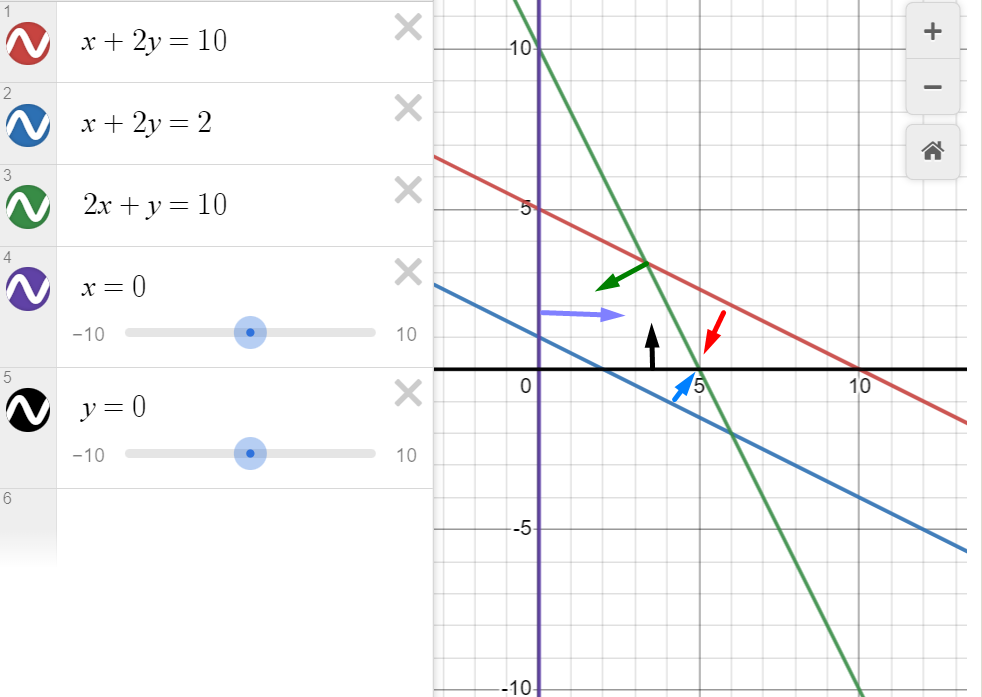 1
x + 2y = 10
2
x + 2y = 2
3
2x + y = 10
4
x = 0
−10 10
5
y = 0
−10 10
6
10
5
0 5 10
-5
-10
+
−